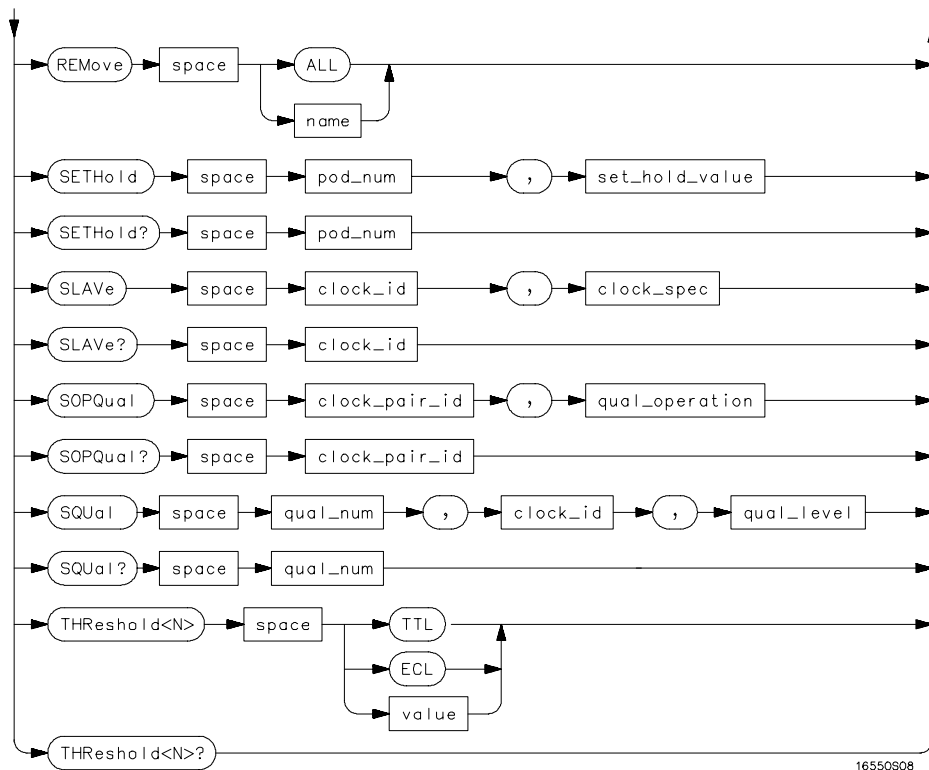 REMove space ALL
name
SETHold space pod_num , set_hold_value
SETHold? space pod_num
SLAVe space clock_id , clock_spec
SLAVe? space clock_id
SOPQual space clock_pair_id , qual_operation
SOPQual? space clock_pair_id
SQUal space qual_num , clock_id , qual_level
SQUal? space qual_num
THReshold<N> space TTL
ECL
value
THReshold<N>?
16550S08